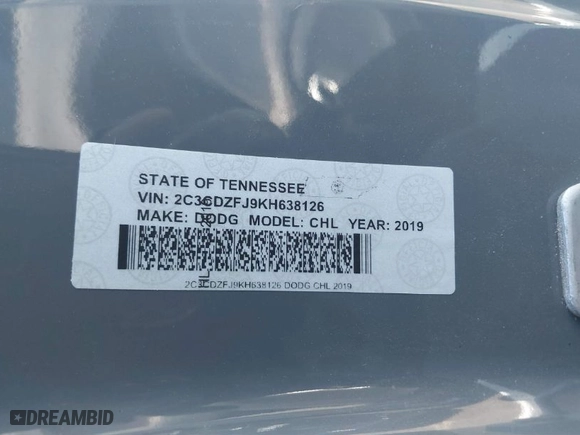 STATE OF TENNESSEE
VIN: 2C3CDZFJ9KH638126
MAKE: DODG MODEL: CHL YEAR: 2019
2C3CDZFJ9KH638126 DODG CHL 2019
DREAMBID